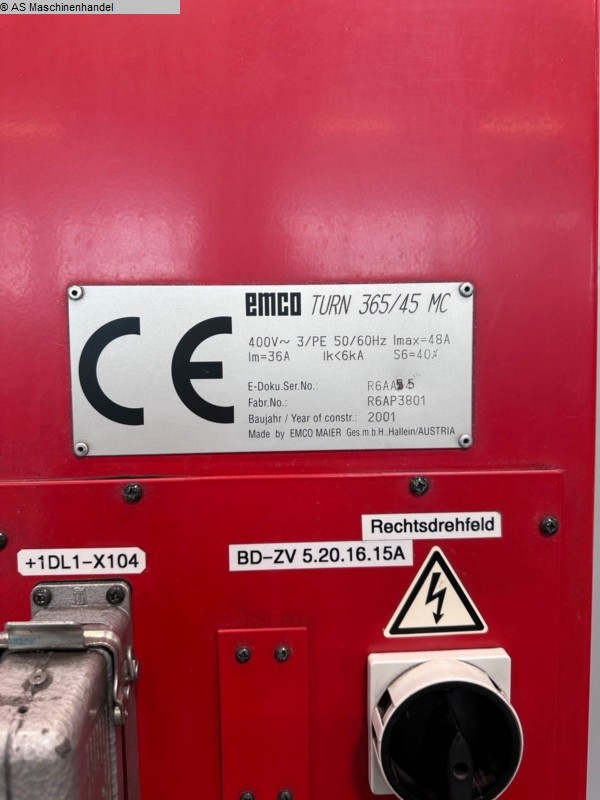 © AS Maschinenhandel
emco TURN 365/45 MC
400V~ 3/PE 50/60Hz Imax=48A
Im=36A Ik<6kA S6=40%
E-Doku.Ser.No.:
Fabr.No.: R6AP3801
Baujahr / Year of constr.: 2001
Made by EMCO MAIER Ges.m.b.H.,Hallein/AUSTRIA
CE
Rechtsdrehfeld
+1DL1-X104
BD-ZV 5.20.16.15A